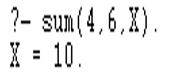 ?- sum(4,6,X).
X = 10.